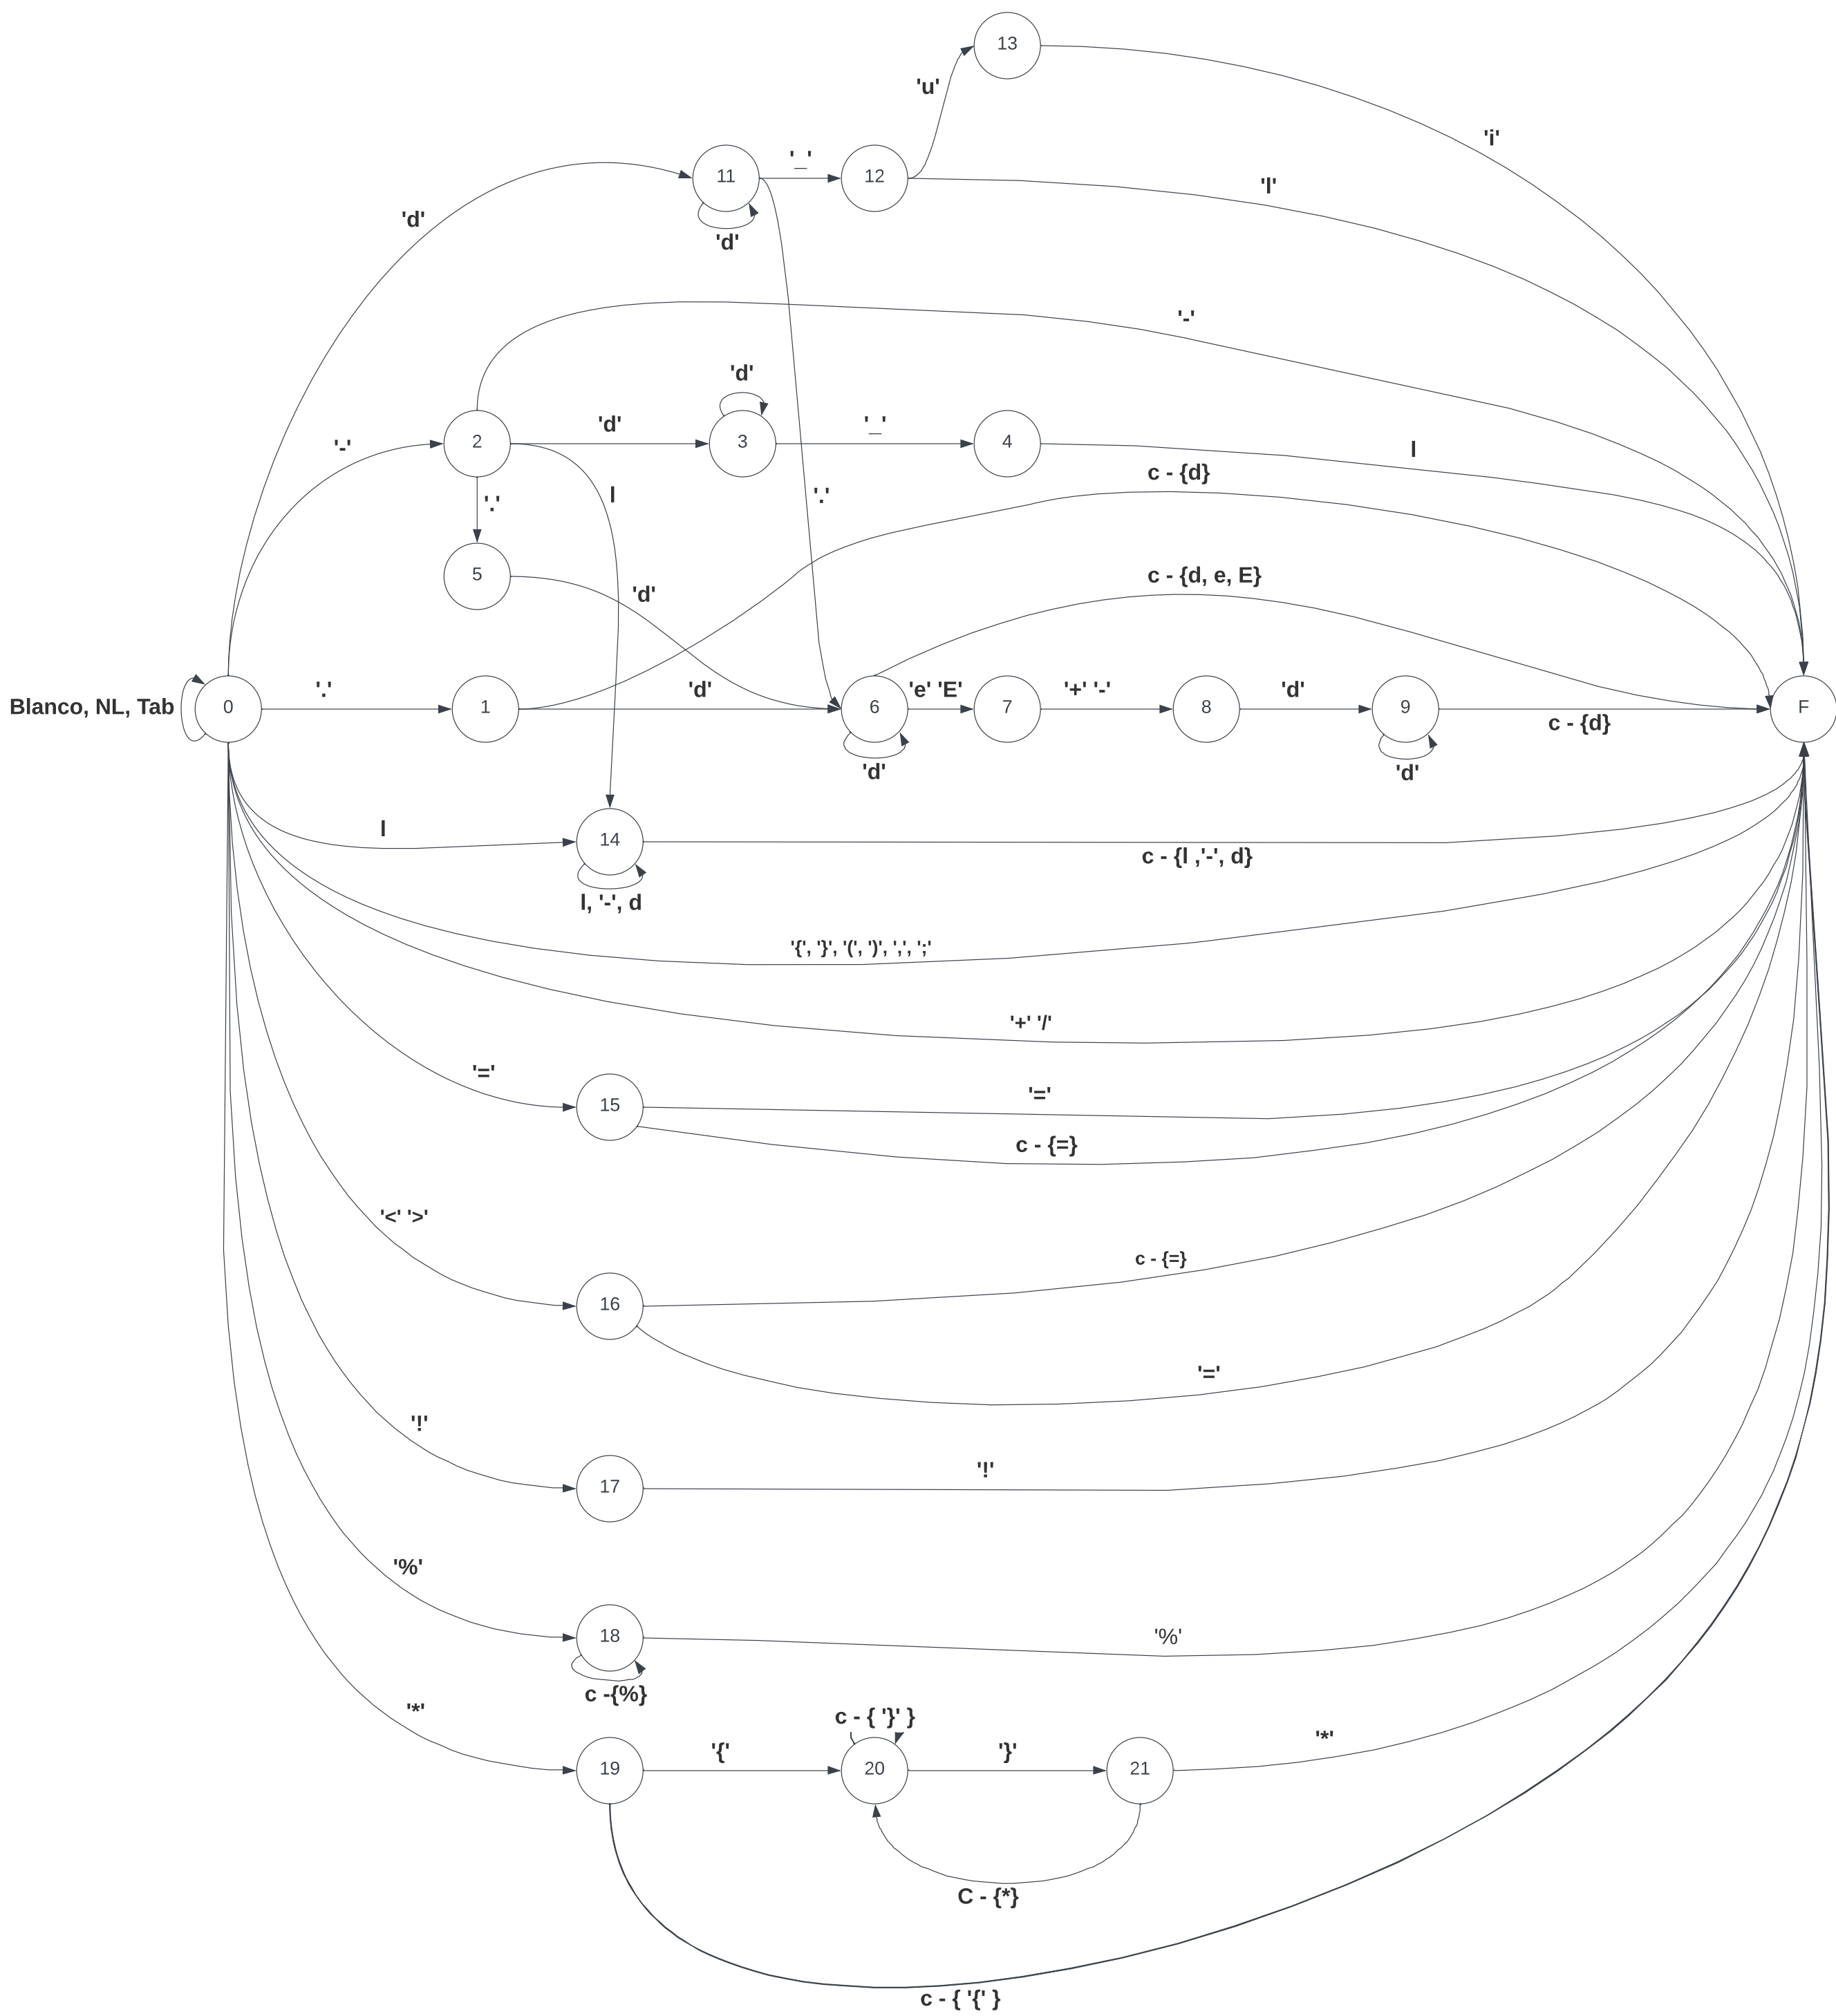 13
'u'
'i'
'_'
11
12
'l'
'd'
'd'
'-'
'd'
'd'
'_'
'-'
2
3
4
l
c - {d}
l
'.'
'.'
5
c - {d, e, E}
'd'
'.'
'd'
'e' 'E'
'+' '-'
'd'
Blanco, NL, Tab
0
1
6
7
8
9
F
c - {d}
'd'
'd'
l
14
c - {l ,'-', d}
l, '-', d
'{', '}', '(', ')', ',', ';'
'+' '/'
'='
'='
15
c - {=}
'<' '>'
c - {=}
16
'='
'!'
'!'
17
'%'
18
'%'
c -{%}
'*'
c - { '}' }
'*'
'{'
'}'
19
20
21
C - {*}
c - { '{' }